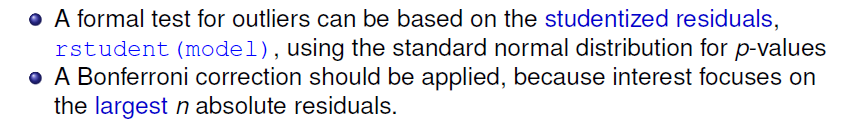 A formal test for outliers can be based on the studentized residuals,
rstudent(model), using the standard normal distribution for p-values
A Bonferroni correction should be applied, because interest focuses on
the largest n absolute residuals.